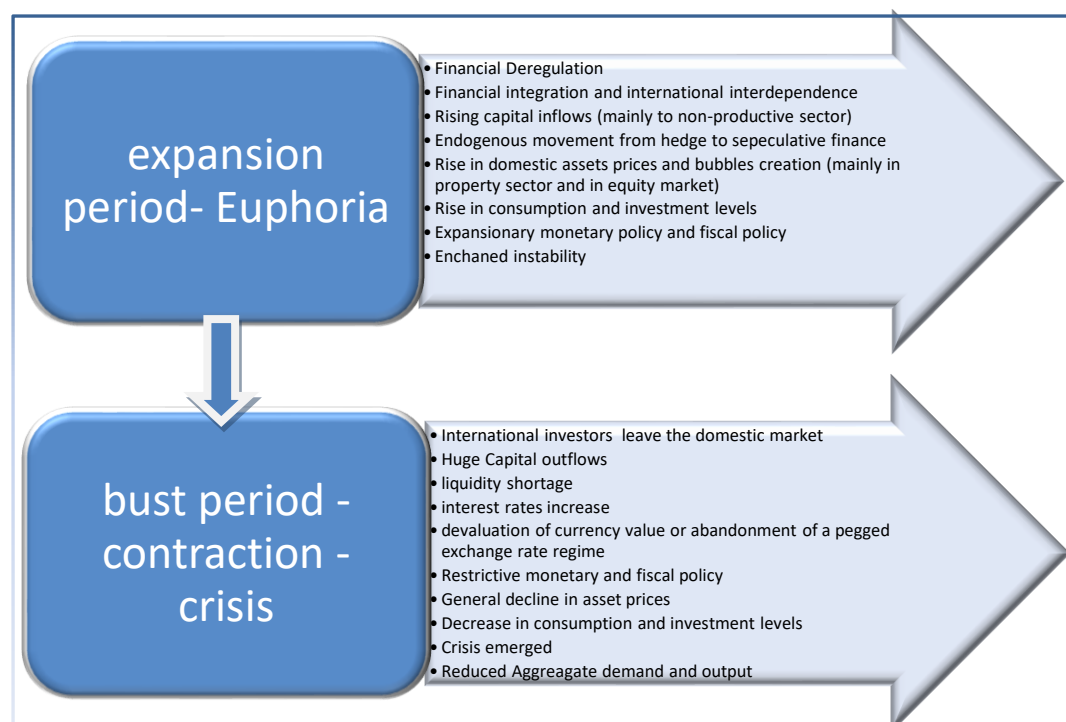 expansion
period- Euphoria
• Financial Deregulation
• Financial integration and international interdependence
• Rising capital inflows (mainly to non-productive sector)
• Endogenous movement from hedge to sepeculative finance
• Rise in domestic assets prices and bubbles creation (mainly in
property sector and in equity market)
• Rise in consumption and investment levels
• Expansionary monetary policy and fiscal policy
• Enchaned instability
bust period -
contraction -
crisis
• International investors leave the domestic market
• Huge Capital outflows
• liquidity shortage
• interest rates increase
• devaluation of currency value or abandonment of a pegged
exchange rate regime
• Restrictive monetary and fiscal policy
• General decline in asset prices
• Decrease in consumption and investment levels
• Crisis emerged
• Reduced Aggreagate demand and output